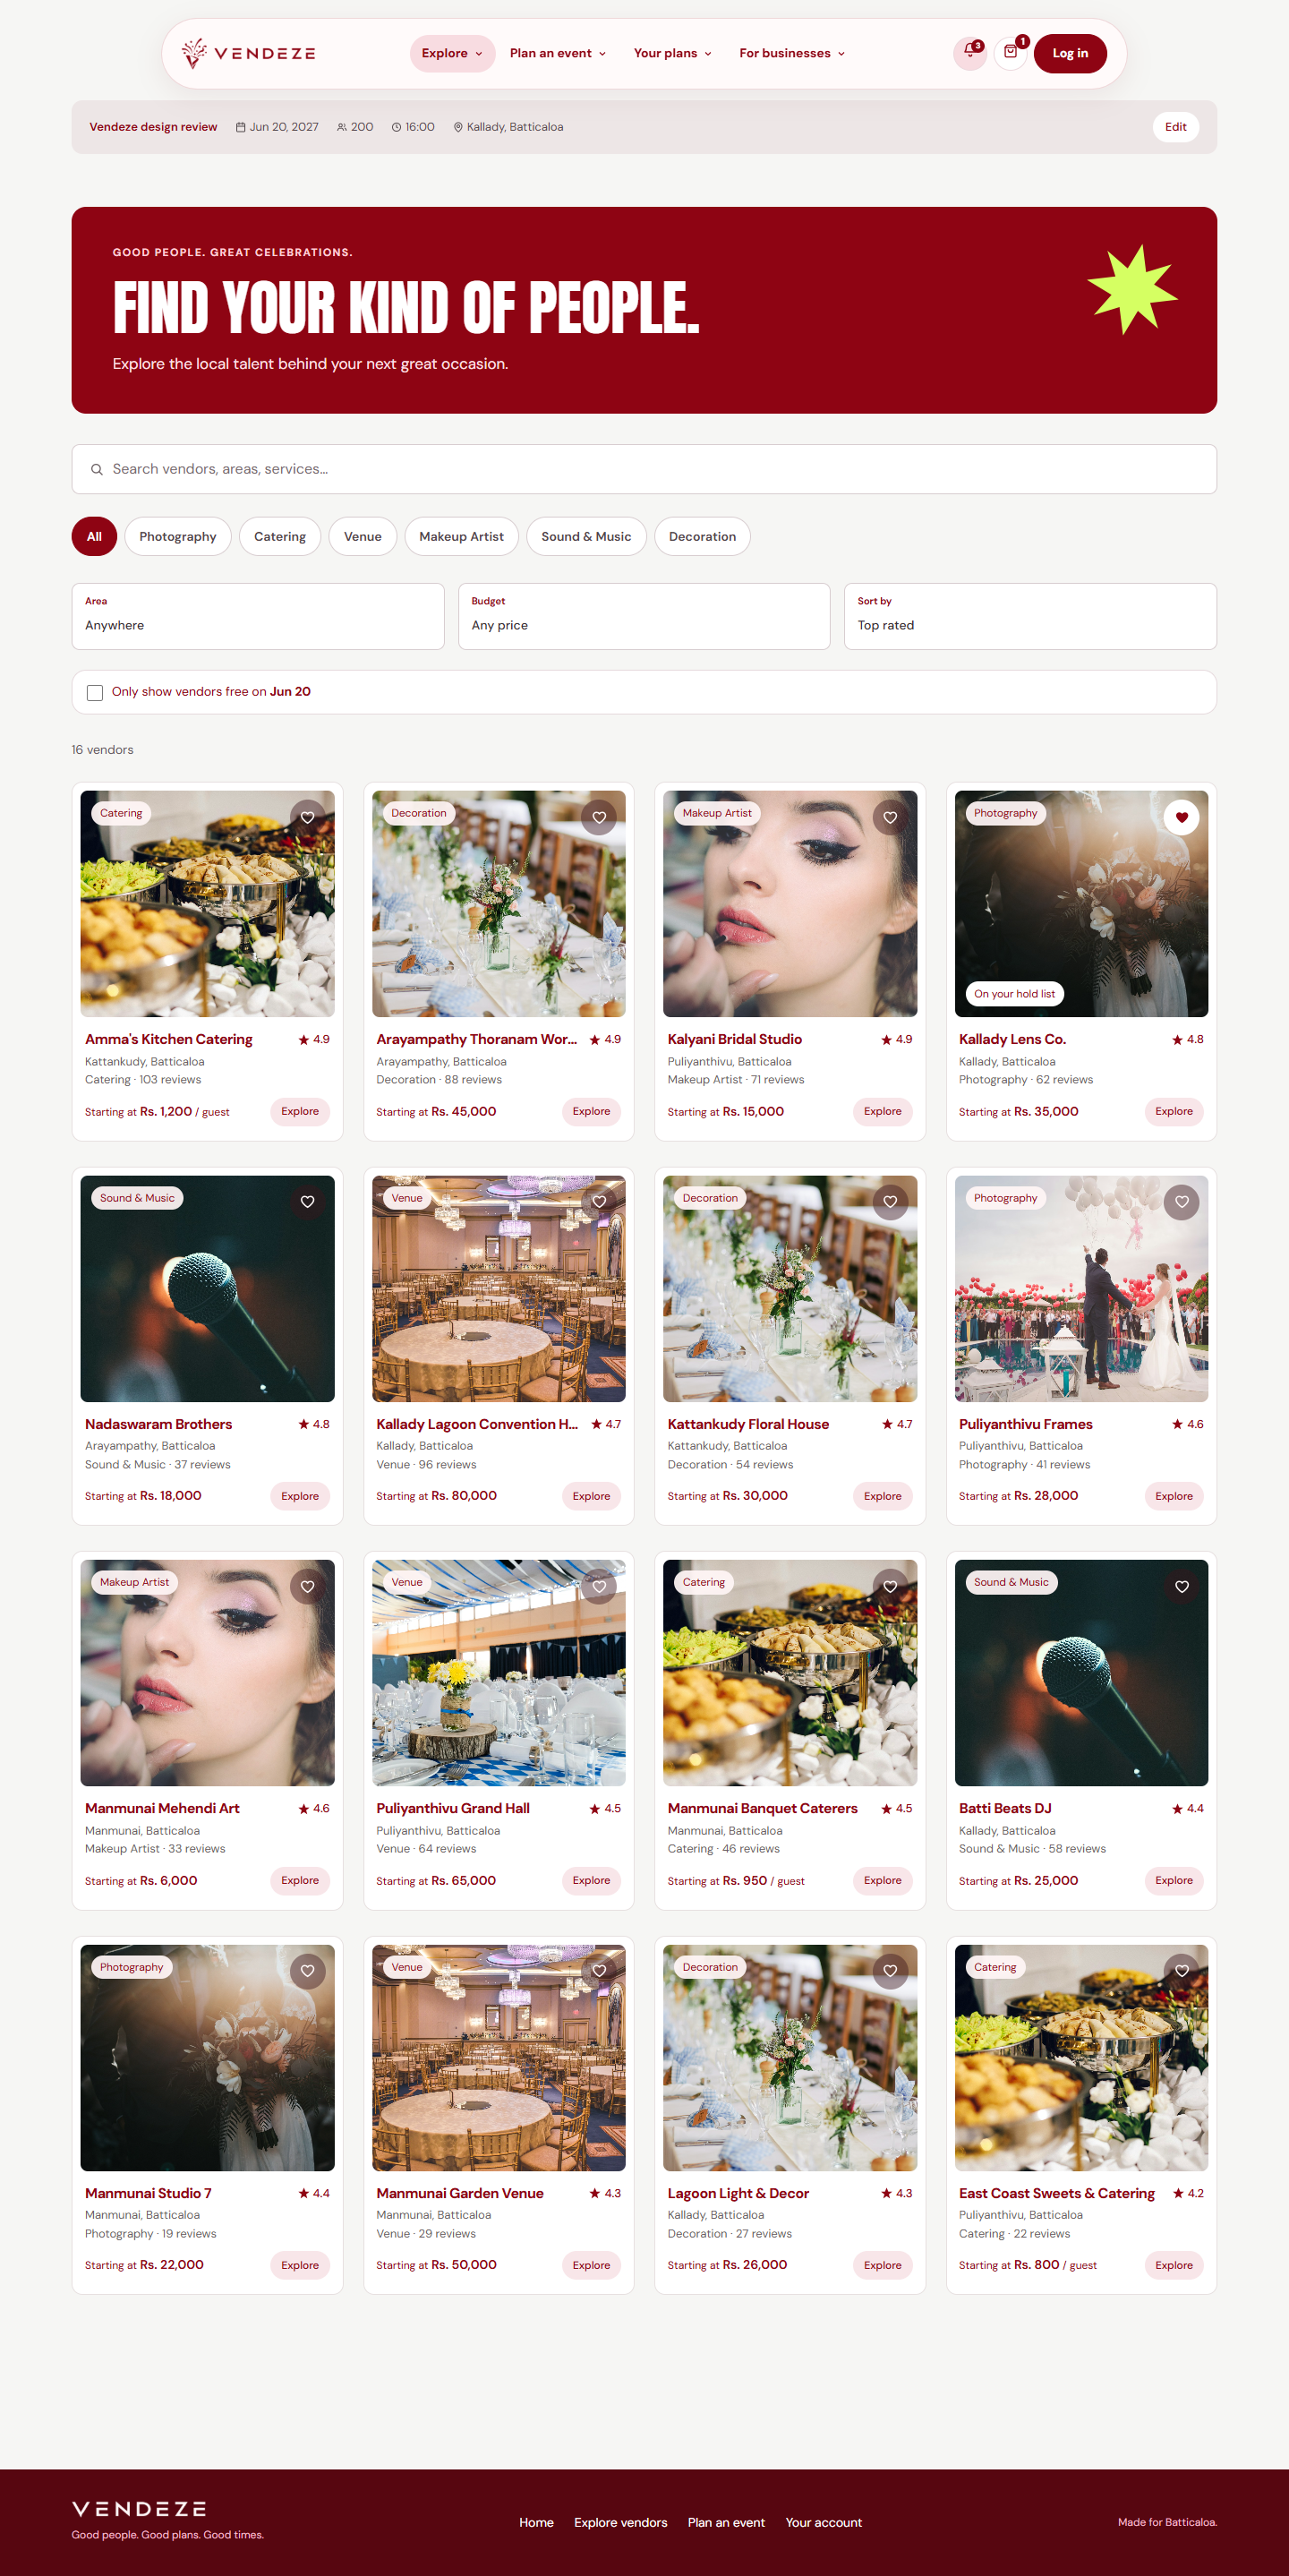 VENDEZE
Explore
Plan an event
Your plans
For businesses
3
1
Log in
Vendeze design review
Jun 20, 2027
200
16:00
Kallady, Batticaloa
Edit
GOOD PEOPLE. GREAT CELEBRATIONS.
FIND YOUR KIND OF PEOPLE.
Explore the local talent behind your next great occasion.
Search vendors, areas, services...
All
Photography
Catering
Venue
Makeup Artist
Sound & Music
Decoration
Area
Anywhere
Budget
Any price
Sort by
Top rated
Only show vendors free on Jun 20
16 vendors
Catering
Amma's Kitchen Catering
4.9
Kattankudy, Batticaloa
Catering · 103 reviews
Starting at Rs. 1,200 / guest
Explore
Decoration
Arayampathy Thoranam Wor...
4.9
Arayampathy, Batticaloa
Decoration · 88 reviews
Starting at Rs. 45,000
Explore
Makeup Artist
Kalyani Bridal Studio
4.9
Puliyanthivu, Batticaloa
Makeup Artist · 71 reviews
Starting at Rs. 15,000
Explore
Photography
On your hold list
Kallady Lens Co.
4.8
Kallady, Batticaloa
Photography · 62 reviews
Starting at Rs. 35,000
Explore
Sound & Music
Nadaswaram Brothers
4.8
Arayampathy, Batticaloa
Sound & Music · 37 reviews
Starting at Rs. 18,000
Explore
Venue
Kallady Lagoon Convention H...
4.7
Kallady, Batticaloa
Venue · 96 reviews
Starting at Rs. 80,000
Explore
Decoration
Kattankudy Floral House
4.7
Kattankudy, Batticaloa
Decoration · 54 reviews
Starting at Rs. 30,000
Explore
Photography
Puliyanthivu Frames
4.6
Puliyanthivu, Batticaloa
Photography · 41 reviews
Starting at Rs. 28,000
Explore
Makeup Artist
Manmunai Mehendi Art
4.6
Manmunai, Batticaloa
Makeup Artist · 33 reviews
Starting at Rs. 6,000
Explore
Venue
Puliyanthivu Grand Hall
4.5
Puliyanthivu, Batticaloa
Venue · 64 reviews
Starting at Rs. 65,000
Explore
Catering
Manmunai Banquet Caterers
4.5
Manmunai, Batticaloa
Catering · 46 reviews
Starting at Rs. 950 / guest
Explore
Sound & Music
Batti Beats DJ
4.4
Kallady, Batticaloa
Sound & Music · 58 reviews
Starting at Rs. 25,000
Explore
Photography
Manmunai Studio 7
4.4
Manmunai, Batticaloa
Photography · 19 reviews
Starting at Rs. 22,000
Explore
Venue
Manmunai Garden Venue
4.3
Manmunai, Batticaloa
Venue · 29 reviews
Starting at Rs. 50,000
Explore
Decoration
Lagoon Light & Decor
4.3
Kallady, Batticaloa
Decoration · 27 reviews
Starting at Rs. 26,000
Explore
Catering
East Coast Sweets & Catering
4.2
Puliyanthivu, Batticaloa
Catering · 22 reviews
Starting at Rs. 800 / guest
Explore
VENDEZE
Good people. Good plans. Good times.
Home
Explore vendors
Plan an event
Your account
Made for Batticaloa.